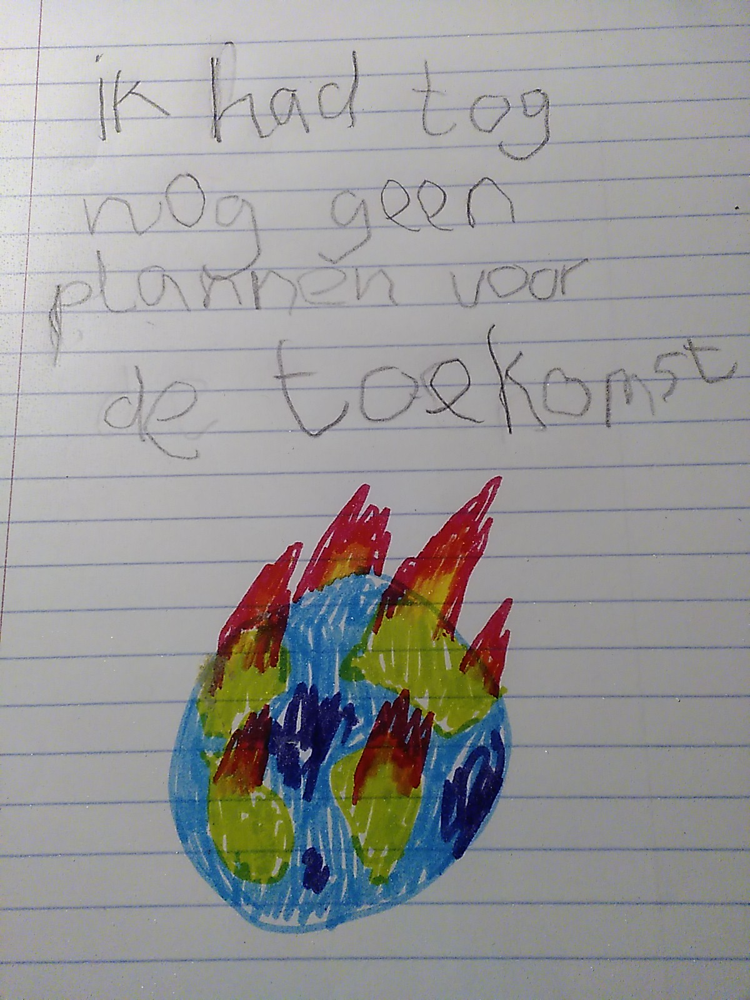 ik had tog
nog geen
plannen voor
de toekomst